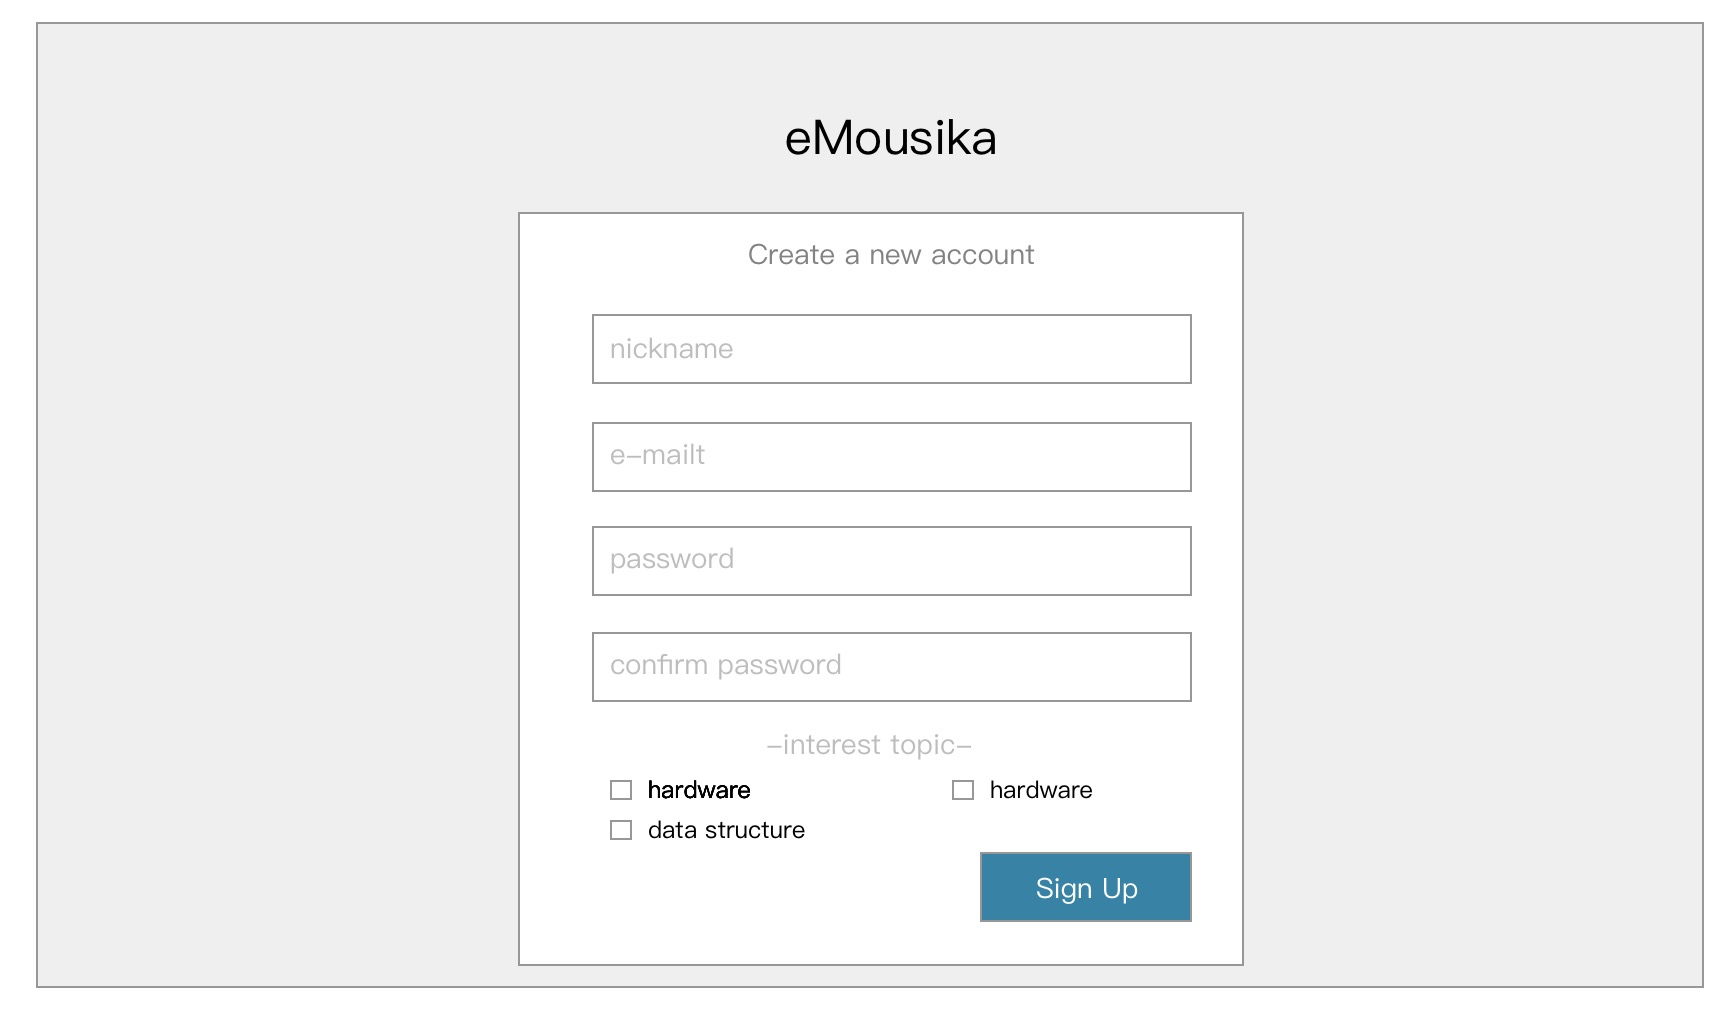 eMousika
Create a new account
nickname
e-mailt
password
confirm password
-interest topic-
hardware hardware
data structure
Sign Up